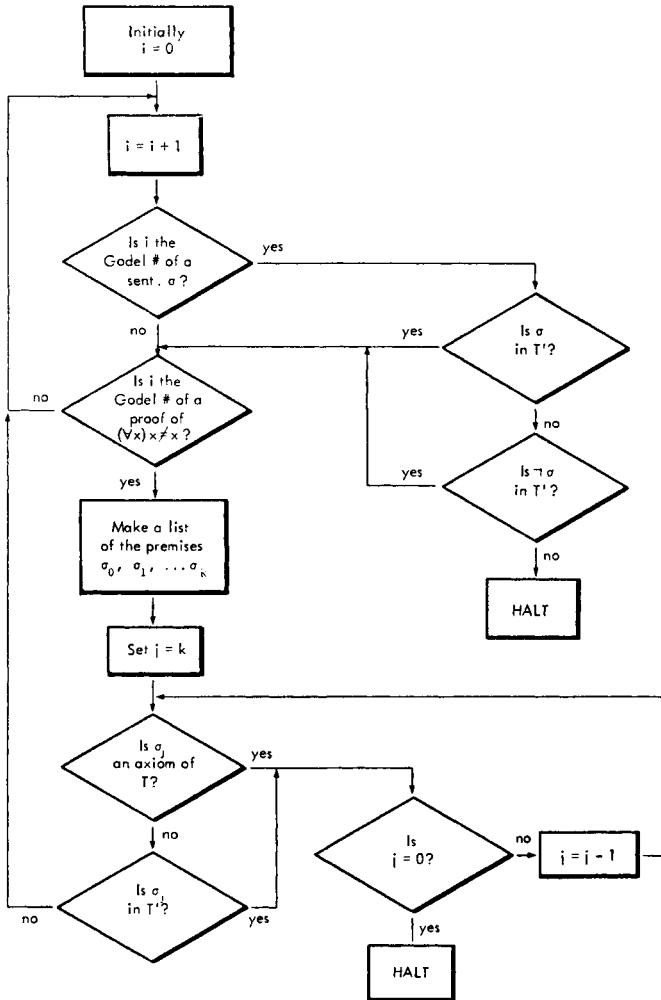 Initially
i = 0
i = i + 1
Is i the
Godel # of a
sent. σ?
yes
no
Is σ
in T'?
yes
no
Is i the
Godel # of a
proof of
(∀x) x ≠ x ?
no
yes
Is ¬ σ
in T'?
yes
no
HALT
Make a list
of the premises
σ₀, σ₁, ... σₖ
Set j = k
Is σⱼ
an axiom of
T?
yes
no
Is
j = 0?
no
j = j - 1
yes
HALT
Is σⱼ
in T'?
no
yes